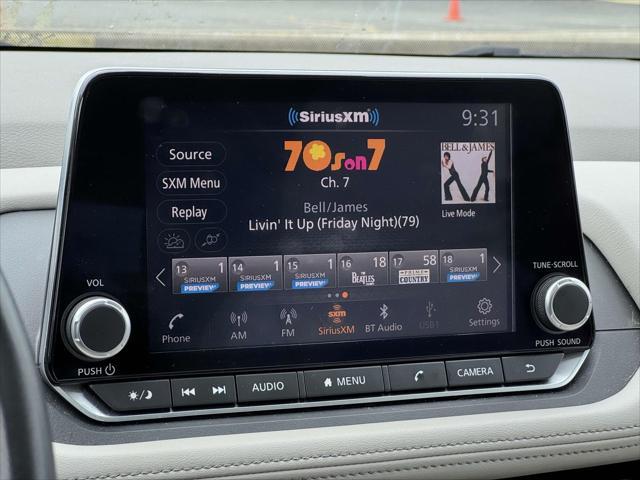 SiriusXM
9:31
Source
SXM Menu
Replay
70s on 7
Ch. 7
Bell/James
Livin' It Up (Friday Night)(79)
BELL & JAMES
Live Mode
13 1
SIRIUSXM
PREVIEW
14 1
SIRIUSXM
PREVIEW
15 1
SIRIUSXM
PREVIEW
16 18
THE BEATLES
17 58
PRIME COUNTRY
18 1
SIRIUSXM
PREVIEW
Phone
AM
FM
sxm
SiriusXM
BT Audio
USB1
Settings
VOL
PUSH
TUNE·SCROLL
PUSH SOUND
AUDIO
MENU
CAMERA